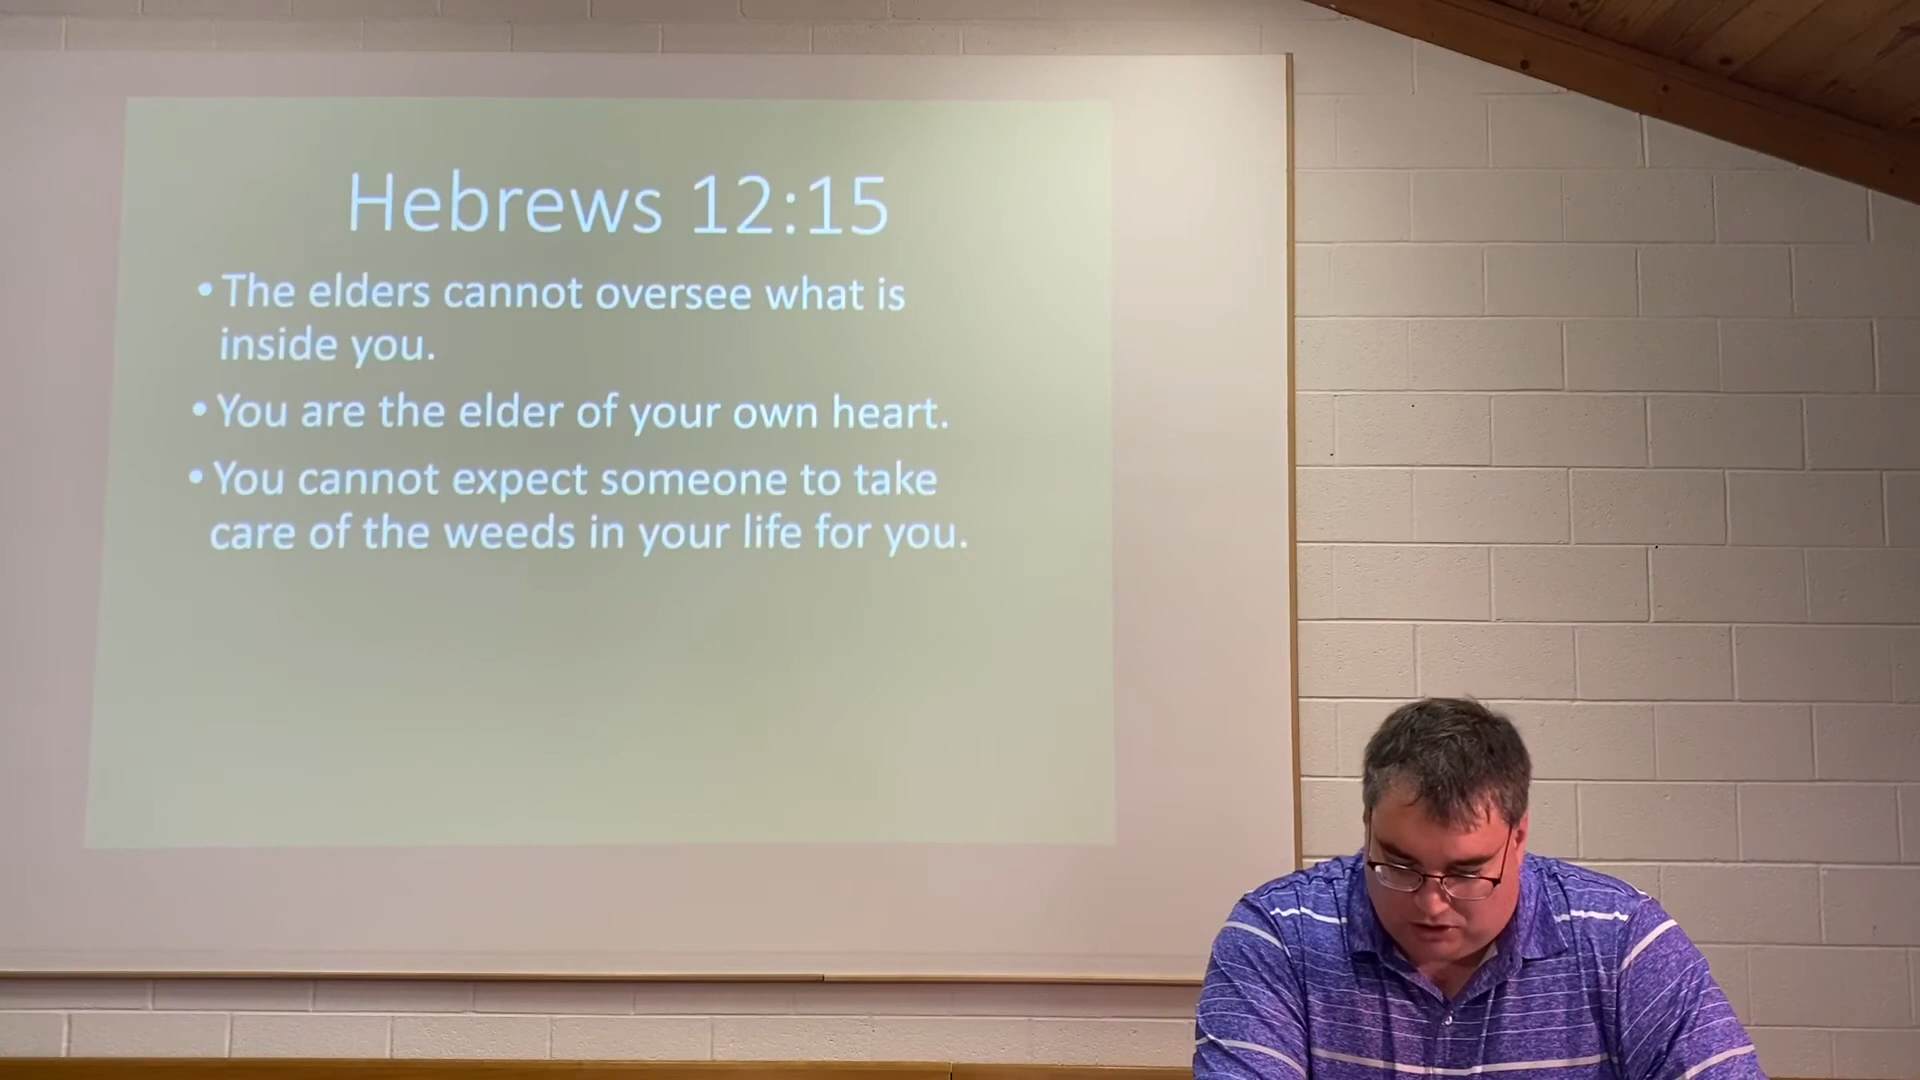 Hebrews 12:15
• The elders cannot oversee what is
inside you.
• You are the elder of your own heart.
• You cannot expect someone to take
care of the weeds in your life for you.